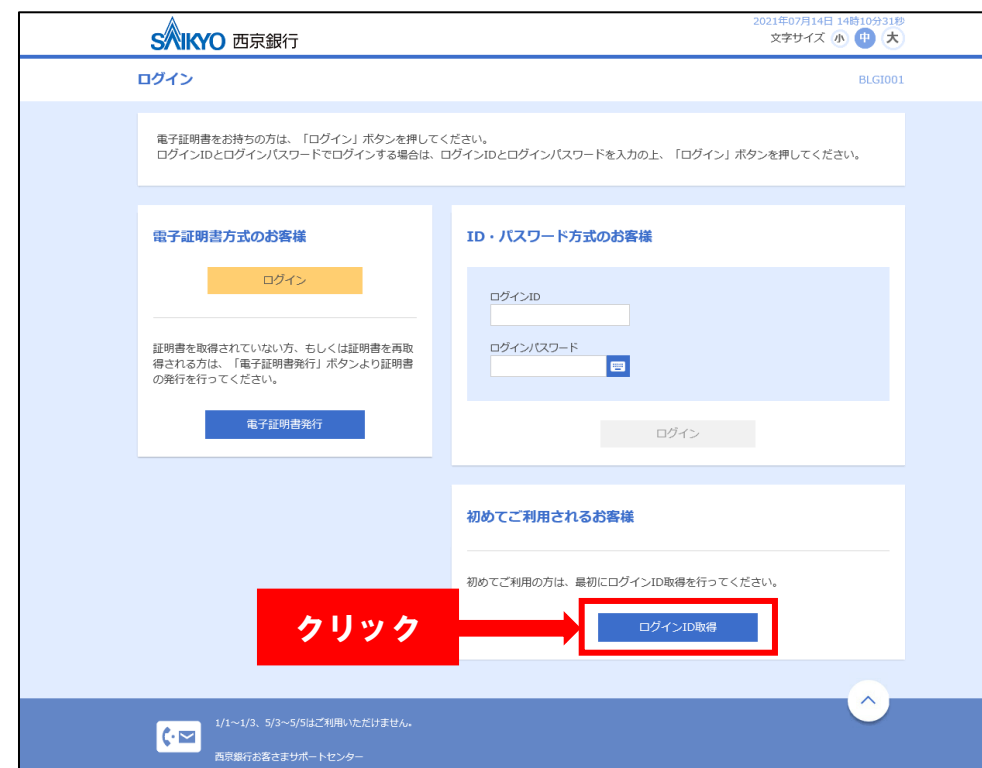 2021年07月14日 14時10分31秒
SAIKYO 西京銀行
文字サイズ 小 中 大
ログイン
BLGI001
電子証明書をお持ちの方は、「ログイン」ボタンを押してください。
ログインIDとログインパスワードでログインする場合は、ログインIDとログインパスワードを入力の上、「ログイン」ボタンを押してください。
電子証明書方式のお客様
ログイン
証明書を取得されていない方、もしくは証明書を再取
得される方は、「電子証明書発行」ボタンより証明書
の発行を行ってください。
電子証明書発行
ID・パスワード方式のお客様
ログインID
ログインパスワード
ログイン
初めてご利用されるお客様
初めてご利用の方は、最初にログインID取得を行ってください。
クリック
ログインID取得
1/1~1/3、5/3~5/5はご利用いただけません。
西京銀行お客さまサポートセンター